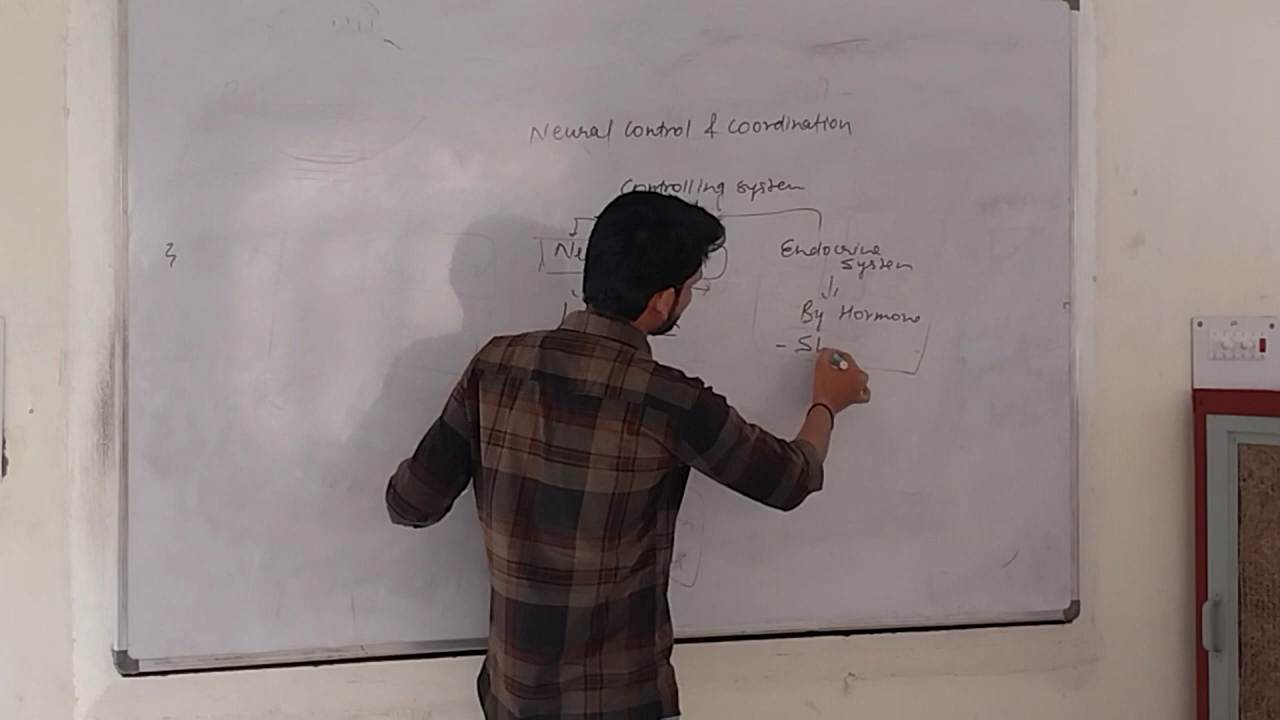 Neural Control & Coordination
Controlling system
Ne
Endocrine
System
By Hormone
- Sl